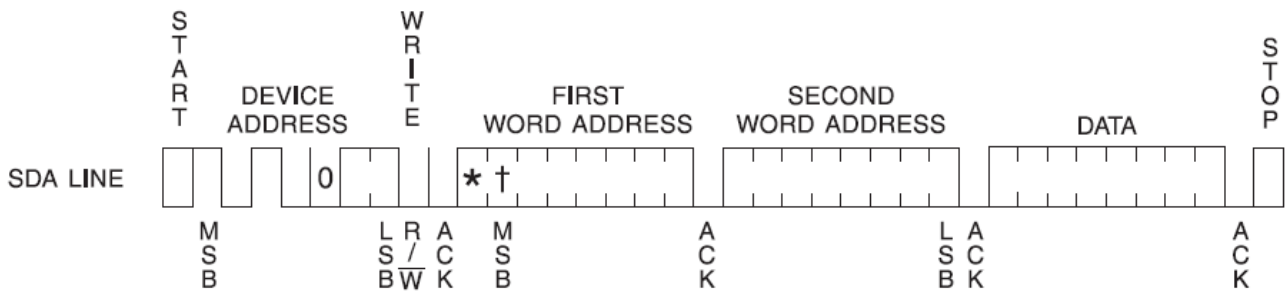 START
WRITE
STOP
DEVICE
ADDRESS
FIRST
WORD ADDRESS
SECOND
WORD ADDRESS
DATA
SDA LINE
0
* †
MSB
LSB
R/W̅
ACK
MSB
ACK
LSB
ACK
ACK